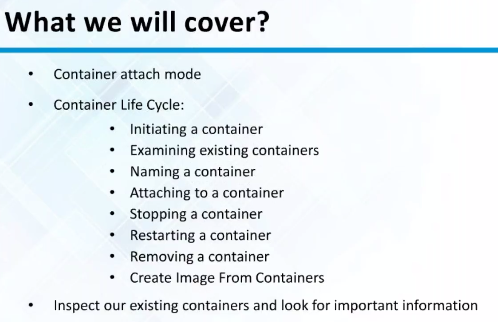 What we will cover?
• Container attach mode
• Container Life Cycle:
• Initiating a container
• Examining existing containers
• Naming a container
• Attaching to a container
• Stopping a container
• Restarting a container
• Removing a container
• Create Image From Containers
• Inspect our existing containers and look for important information